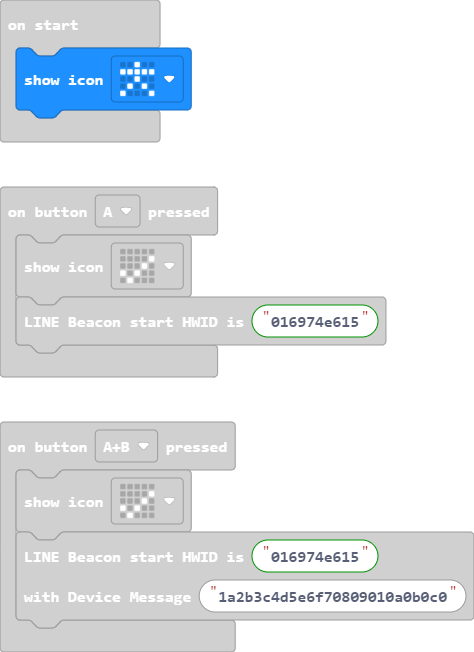 on start
show icon
on button A pressed
show icon
LINE Beacon start HWID is "016974e615"
on button A+B pressed
show icon
LINE Beacon start HWID is "016974e615"
with Device Message "1a2b3c4d5e6f70809010a0b0c0"